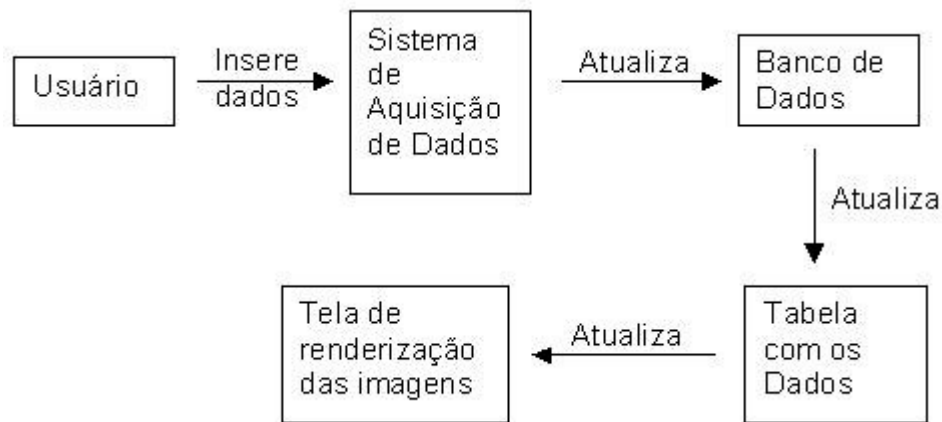 Usuário
Insere
dados
Sistema
de
Aquisição
de Dados
Atualiza
Banco de
Dados
Atualiza
Tabela
com os
Dados
Atualiza
Tela de
renderização
das imagens